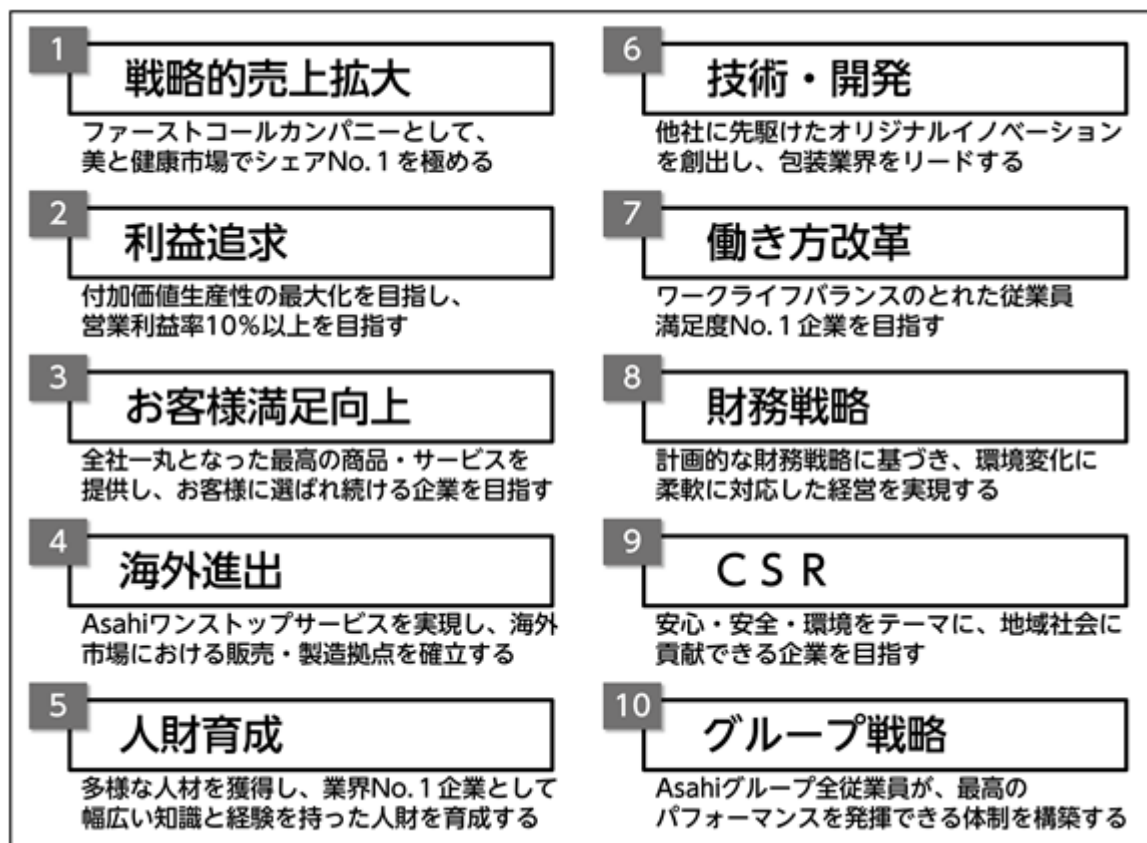 1
戦略的売上拡大
ファーストコールカンパニーとして、
美と健康市場でシェアNo.1を極める
2
利益追求
付加価値生産性の最大化を目指し、
営業利益率10%以上を目指す
3
お客様満足向上
全社一丸となった最高の商品・サービスを
提供し、お客様に選ばれ続ける企業を目指す
4
海外進出
Asahiワンストップサービスを実現し、海外
市場における販売・製造拠点を確立する
5
人財育成
多様な人材を獲得し、業界No.1企業として
幅広い知識と経験を持った人財を育成する
6
技術・開発
他社に先駆けたオリジナルイノベーション
を創出し、包装業界をリードする
7
働き方改革
ワークライフバランスのとれた従業員
満足度No.1企業を目指す
8
財務戦略
計画的な財務戦略に基づき、環境変化に
柔軟に対応した経営を実現する
9
CSR
安心・安全・環境をテーマに、地域社会に
貢献できる企業を目指す
10
グループ戦略
Asahiグループ全従業員が、最高の
パフォーマンスを発揮できる体制を構築する